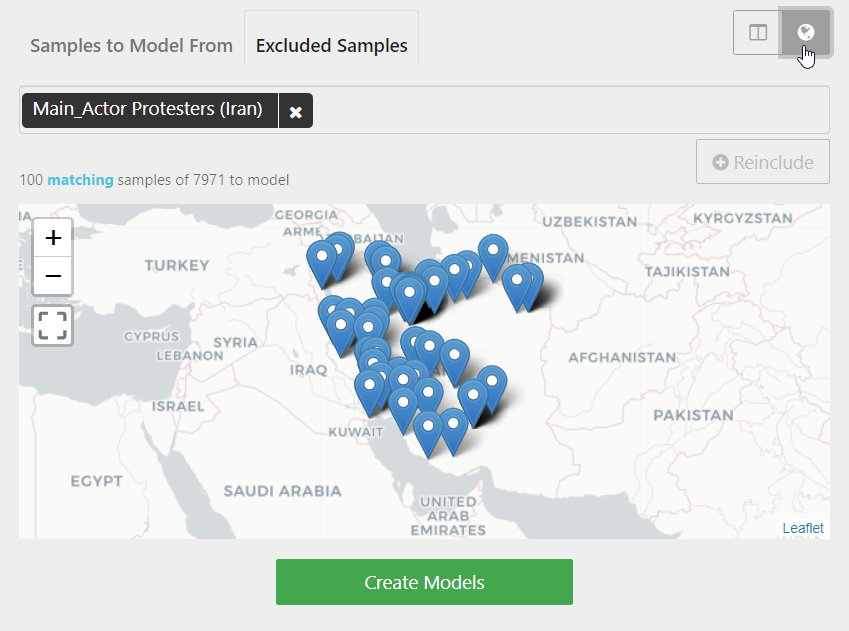 Samples to Model From
Excluded Samples
Main_Actor Protesters (Iran) ×
Reinclude
100 matching samples of 7971 to model
+
−
GEORGIA
ARME
BAIJAN
UZBEKISTAN
KYRGYZSTAN
TURKEY
MENISTAN
TAJIKISTAN
CYPRUS
SYRIA
LEBANON
IRAQ
AFGHANISTAN
ISRAEL
KUWAIT
PAKISTAN
EGYPT
SAUDI ARABIA
UNITED
ARAB
EMIRATES
Leaflet
Create Models